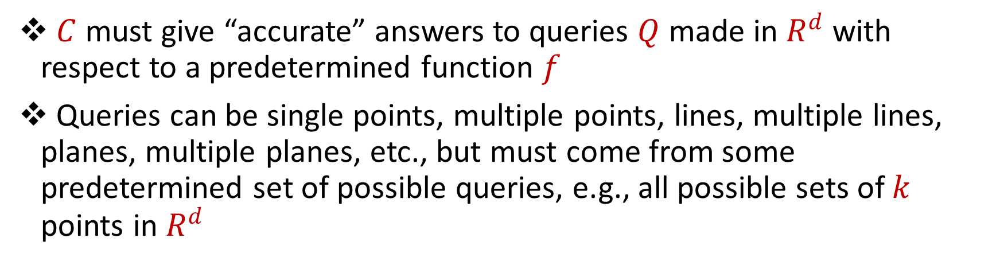 ❖ C must give “accurate” answers to queries Q made in R^d with
respect to a predetermined function f
❖ Queries can be single points, multiple points, lines, multiple lines,
planes, multiple planes, etc., but must come from some
predetermined set of possible queries, e.g., all possible sets of k
points in R^d